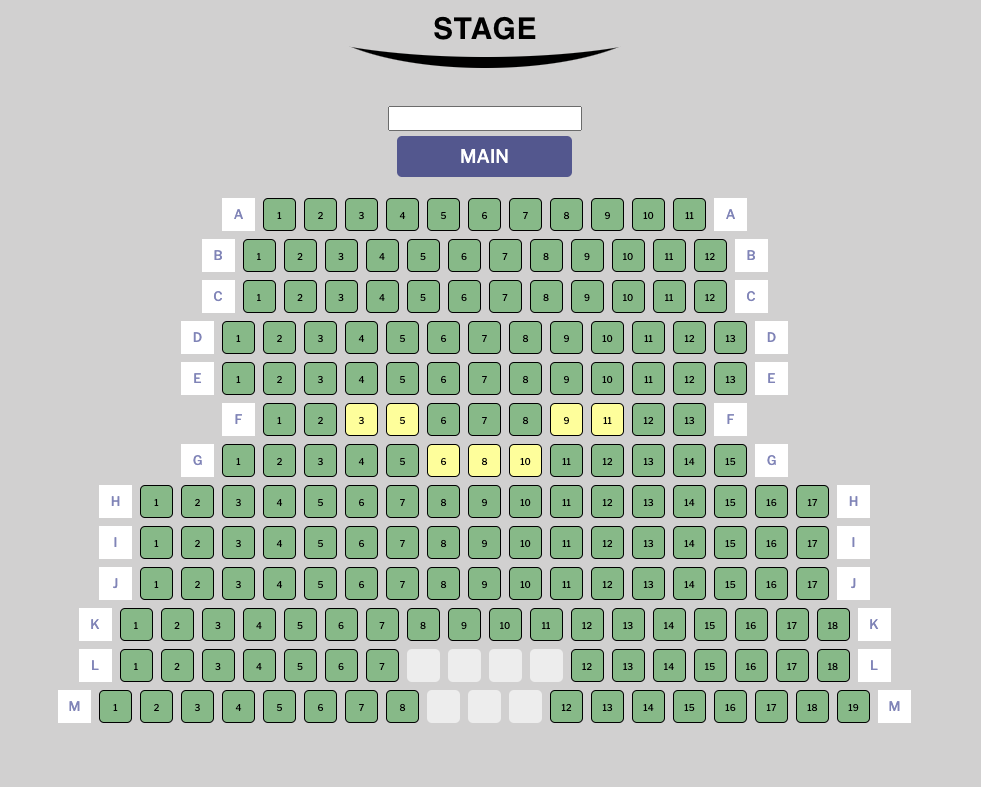 STAGE
MAIN
A 1 2 3 4 5 6 7 8 9 10 11 A
B 1 2 3 4 5 6 7 8 9 10 11 12 B
C 1 2 3 4 5 6 7 8 9 10 11 12 C
D 1 2 3 4 5 6 7 8 9 10 11 12 13 D
E 1 2 3 4 5 6 7 8 9 10 11 12 13 E
F 1 2 3 5 6 7 8 9 11 12 13 F
G 1 2 3 4 5 6 8 10 11 12 13 14 15 G
H 1 2 3 4 5 6 7 8 9 10 11 12 13 14 15 16 17 H
I 1 2 3 4 5 6 7 8 9 10 11 12 13 14 15 16 17 I
J 1 2 3 4 5 6 7 8 9 10 11 12 13 14 15 16 17 J
K 1 2 3 4 5 6 7 8 9 10 11 12 13 14 15 16 17 18 K
L 1 2 3 4 5 6 7 12 13 14 15 16 17 18 L
M 1 2 3 4 5 6 7 8 12 13 14 15 16 17 18 19 M